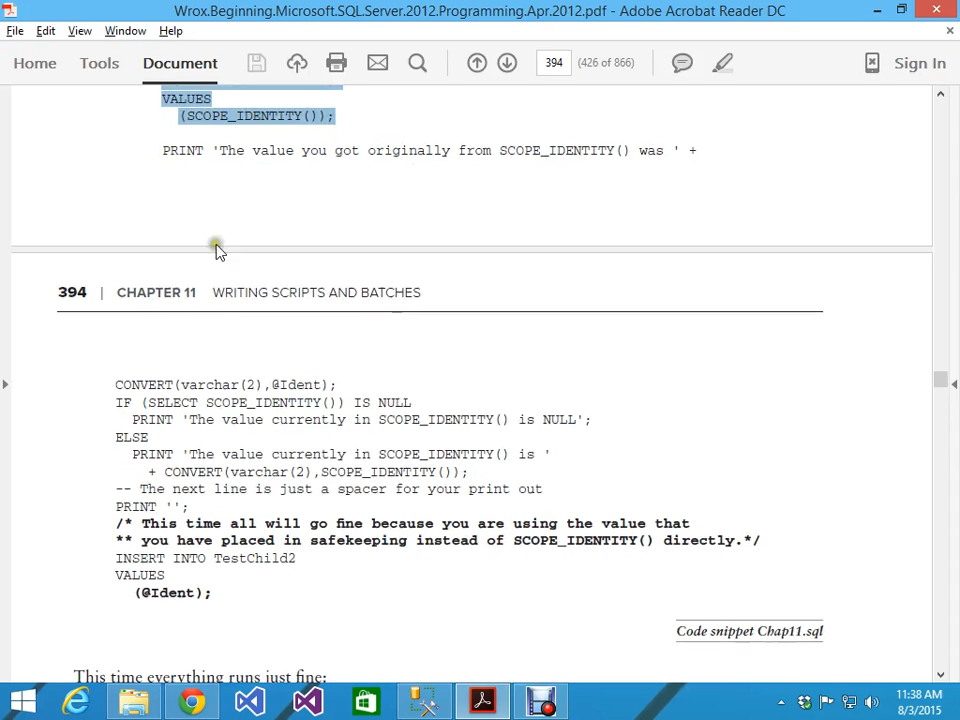 Wrox.Beginning.Microsoft.SQL.Server.2012.Programming.Apr.2012.pdf - Adobe Acrobat Reader DC
File Edit View Window Help
Home Tools Document 394 (426 of 866) Sign In
VALUES
(SCOPE_IDENTITY());
PRINT 'The value you got originally from SCOPE_IDENTITY() was ' +
394 | CHAPTER 11 WRITING SCRIPTS AND BATCHES
CONVERT(varchar(2),@Ident);
IF (SELECT SCOPE_IDENTITY()) IS NULL
PRINT 'The value currently in SCOPE_IDENTITY() is NULL';
ELSE
PRINT 'The value currently in SCOPE_IDENTITY() is '
+ CONVERT(varchar(2),SCOPE_IDENTITY());
-- The next line is just a spacer for your print out
PRINT '';
/* This time all will go fine because you are using the value that
** you have placed in safekeeping instead of SCOPE_IDENTITY() directly.*/
INSERT INTO TestChild2
VALUES
(@Ident);
Code snippet Chap11.sql
This time everything runs just fine:
11:38 AM
8/3/2015